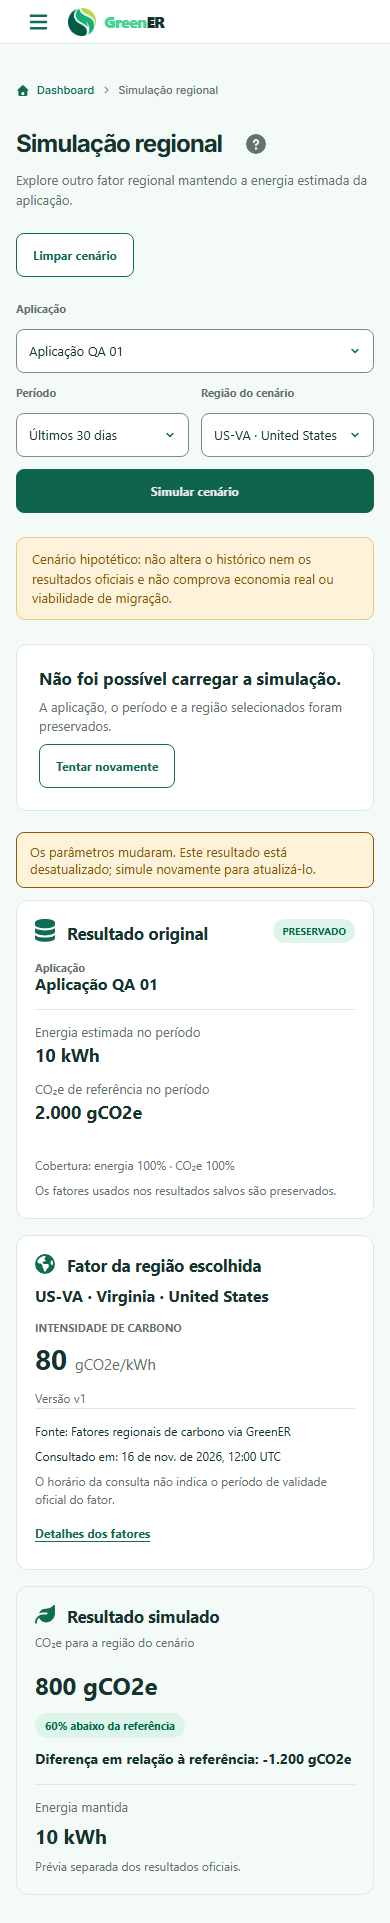 GreenER
Dashboard > Simulação regional
Simulação regional ?
Explore outro fator regional mantendo a energia estimada da
aplicação.
Limpar cenário
Aplicação
Aplicação QA 01
Período Região do cenário
Últimos 30 dias US-VA · United States
Simular cenário
Cenário hipotético: não altera o histórico nem os
resultados oficiais e não comprova economia real ou
viabilidade de migração.
Não foi possível carregar a simulação.
A aplicação, o período e a região selecionados foram
preservados.
Tentar novamente
Os parâmetros mudaram. Este resultado está
desatualizado; simule novamente para atualizá-lo.
Resultado original PRESERVADO
Aplicação
Aplicação QA 01
Energia estimada no período
10 kWh
CO₂e de referência no período
2.000 gCO2e
Cobertura: energia 100% · CO₂e 100%
Os fatores usados nos resultados salvos são preservados.
Fator da região escolhida
US-VA · Virginia · United States
INTENSIDADE DE CARBONO
80 gCO2e/kWh
Versão v1
Fonte: Fatores regionais de carbono via GreenER
Consultado em: 16 de nov. de 2026, 12:00 UTC
O horário da consulta não indica o período de validade
oficial do fator.
Detalhes dos fatores
Resultado simulado
CO₂e para a região do cenário
800 gCO2e
60% abaixo da referência
Diferença em relação à referência: -1.200 gCO2e
Energia mantida
10 kWh
Prévia separada dos resultados oficiais.